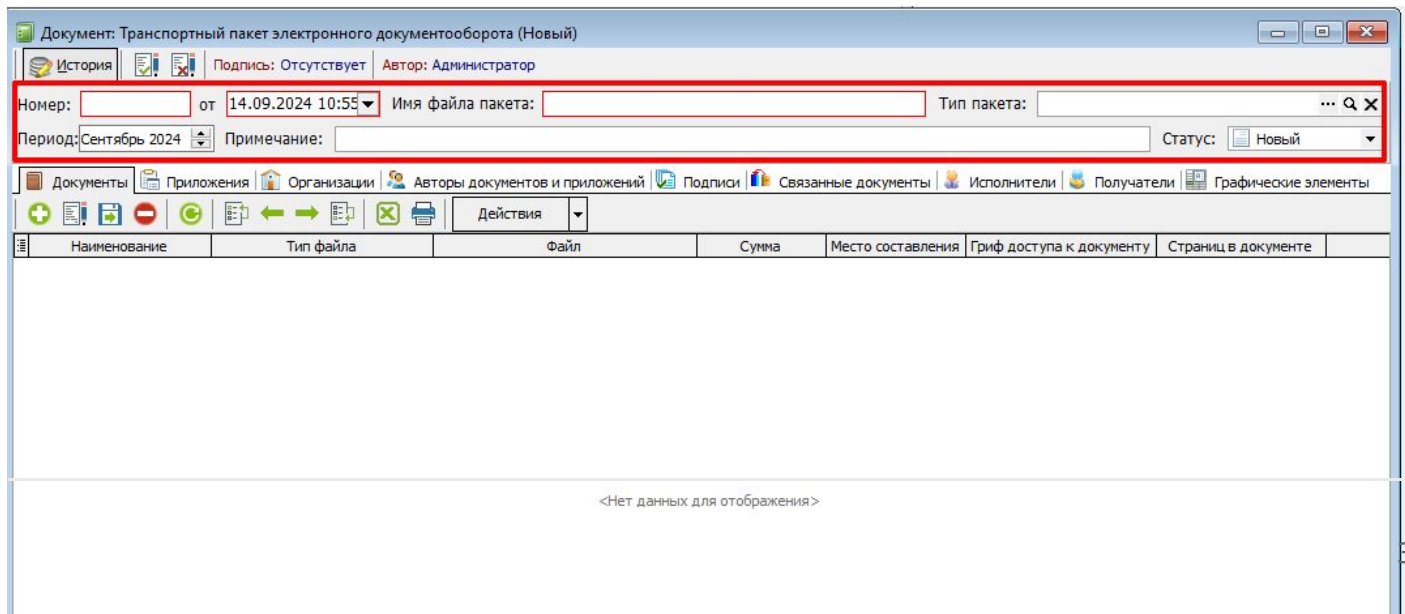 Документ: Транспортный пакет электронного документооборота (Новый)
История Подпись: Отсутствует Автор: Администратор
Номер: от 14.09.2024 10:55 Имя файла пакета: Тип пакета:
Период: Сентябрь 2024 Примечание: Статус: Новый
Документы Приложения Организации Авторы документов и приложений Подписи Связанные документы Исполнители Получатели Графические элементы
Действия
Наименование Тип файла Файл Сумма Место составления Гриф доступа к документу Страниц в документе
<Нет данных для отображения>